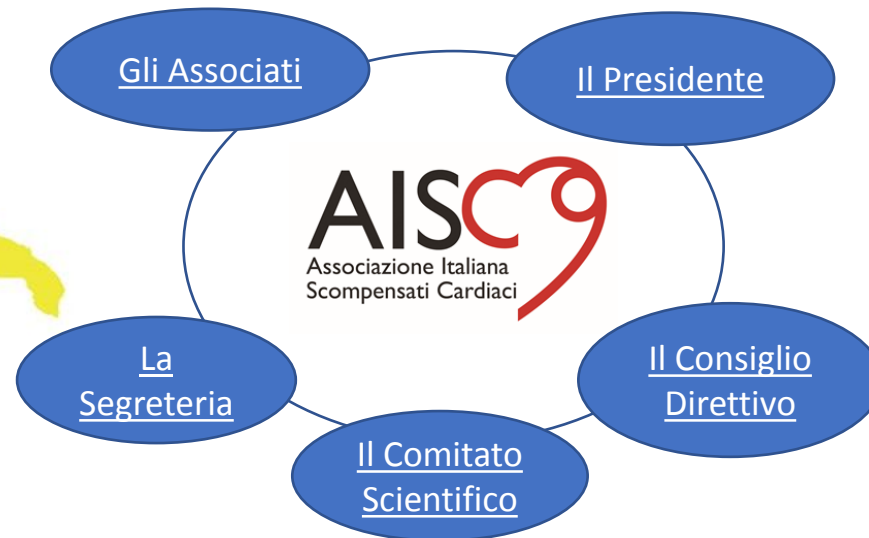 Gli Associati
Il Presidente
AISC
Associazione Italiana
Scompensati Cardiaci
La
Segreteria
Il Consiglio
Direttivo
Il Comitato
Scientifico